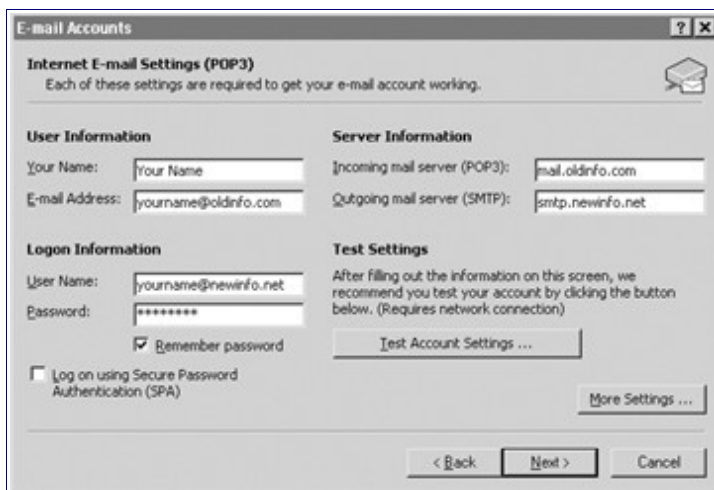 E-mail Accounts
Internet E-mail Settings (POP3)
Each of these settings are required to get your e-mail account working.
User Information
Your Name: Your Name
E-mail Address: yourname@oldinfo.com
Server Information
Incoming mail server (POP3): mail.oldinfo.com
Outgoing mail server (SMTP): smtp.newinfo.net
Logon Information
User Name: yourname@newinfo.net
Password: ********
Remember password
Log on using Secure Password
Authentication (SPA)
Test Settings
After filling out the information on this screen, we
recommend you test your account by clicking the button
below. (Requires network connection)
Test Account Settings ...
More Settings ...
< Back
Next >
Cancel